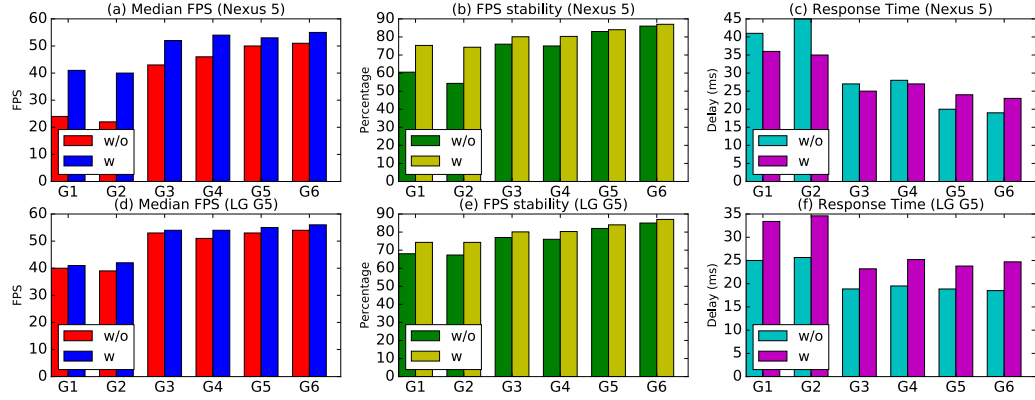 (a) Median FPS (Nexus 5)
60
50
40
30
20
10
0
FPS
w/o
w
G1 G2 G3 G4 G5 G6
(b) FPS stability (Nexus 5)
90
80
70
60
50
40
30
20
10
0
Percentage
w/o
w
G1 G2 G3 G4 G5 G6
(c) Response Time (Nexus 5)
45
40
35
30
25
20
15
10
5
0
Delay (ms)
w/o
w
G1 G2 G3 G4 G5 G6
(d) Median FPS (LG G5)
60
50
40
30
20
10
0
FPS
w/o
w
G1 G2 G3 G4 G5 G6
(e) FPS stability (LG G5)
90
80
70
60
50
40
30
20
10
0
Percentage
w/o
w
G1 G2 G3 G4 G5 G6
(f) Response Time (LG G5)
35
30
25
20
15
10
5
0
Delay (ms)
w/o
w
G1 G2 G3 G4 G5 G6